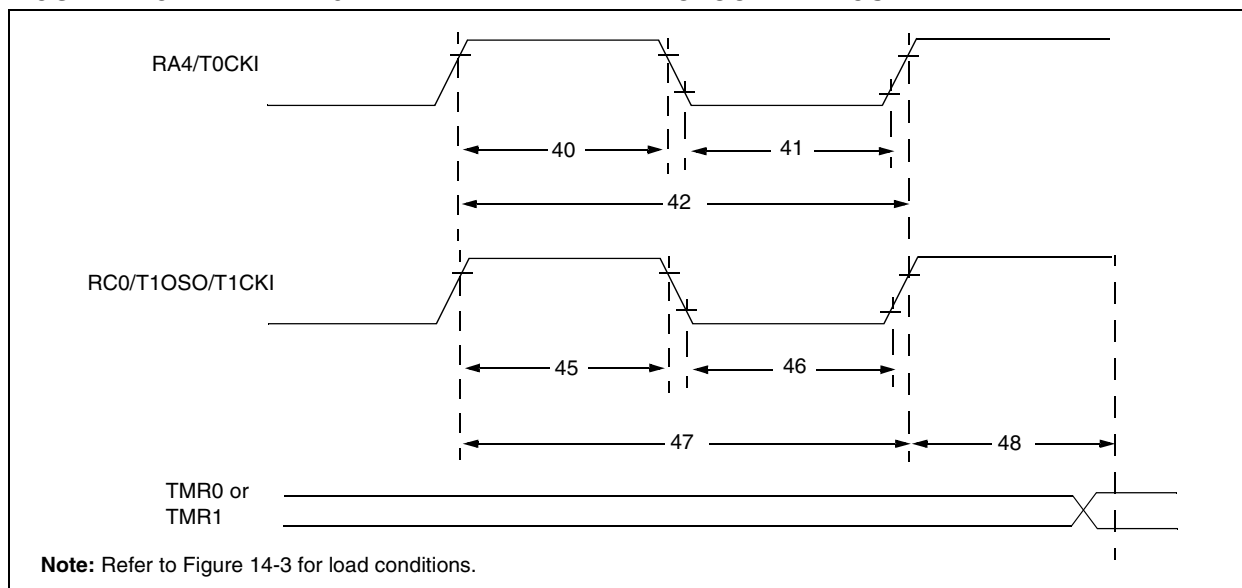 RA4/T0CKI
40
41
42
RC0/T1OSO/T1CKI
45
46
47
48
TMR0 or
TMR1
Note: Refer to Figure 14-3 for load conditions.